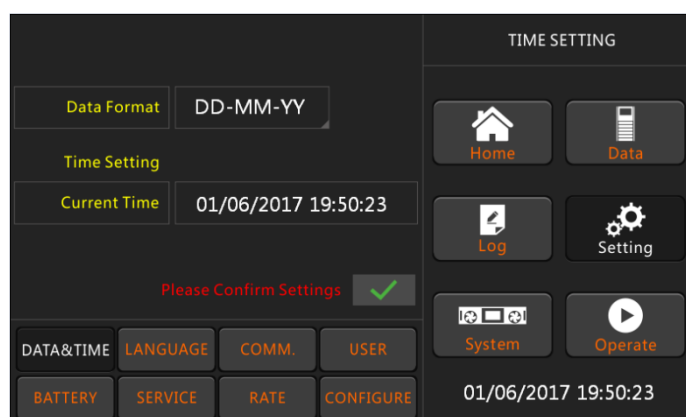 TIME SETTING
Data Format
DD-MM-YY
Time Setting
Current Time
01/06/2017 19:50:23
Please Confirm Settings
Home
Data
Log
Setting
System
Operate
DATA&TIME
LANGUAGE
COMM.
USER
BATTERY
SERVICE
RATE
CONFIGURE
01/06/2017 19:50:23